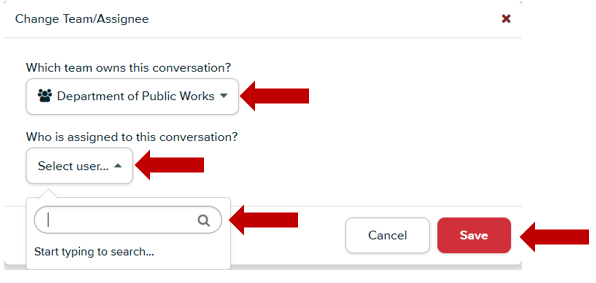 Change Team/Assignee
Which team owns this conversation?
Department of Public Works
Who is assigned to this conversation?
Select user...
Start typing to search...
Cancel
Save